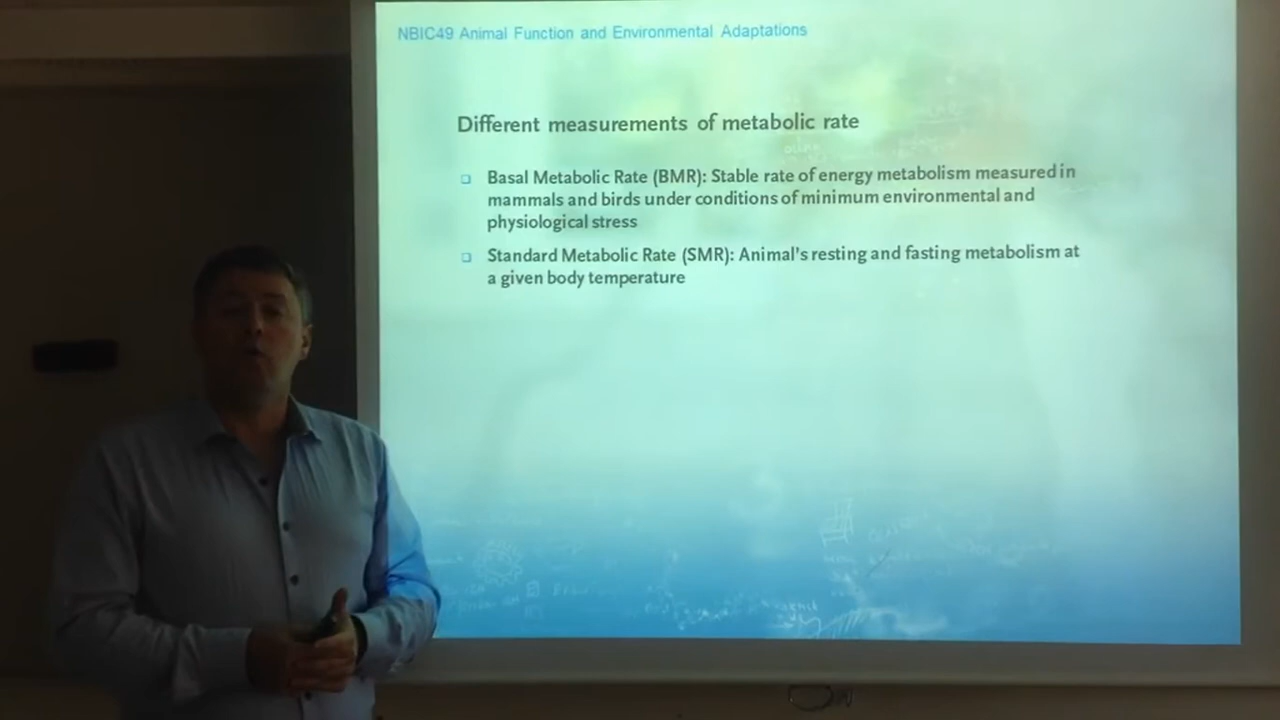 NBIC49 Animal Function and Environmental Adaptations
Different measurements of metabolic rate
Basal Metabolic Rate (BMR): Stable rate of energy metabolism measured in
mammals and birds under conditions of minimum environmental and
physiological stress
Standard Metabolic Rate (SMR): Animal's resting and fasting metabolism at
a given body temperature